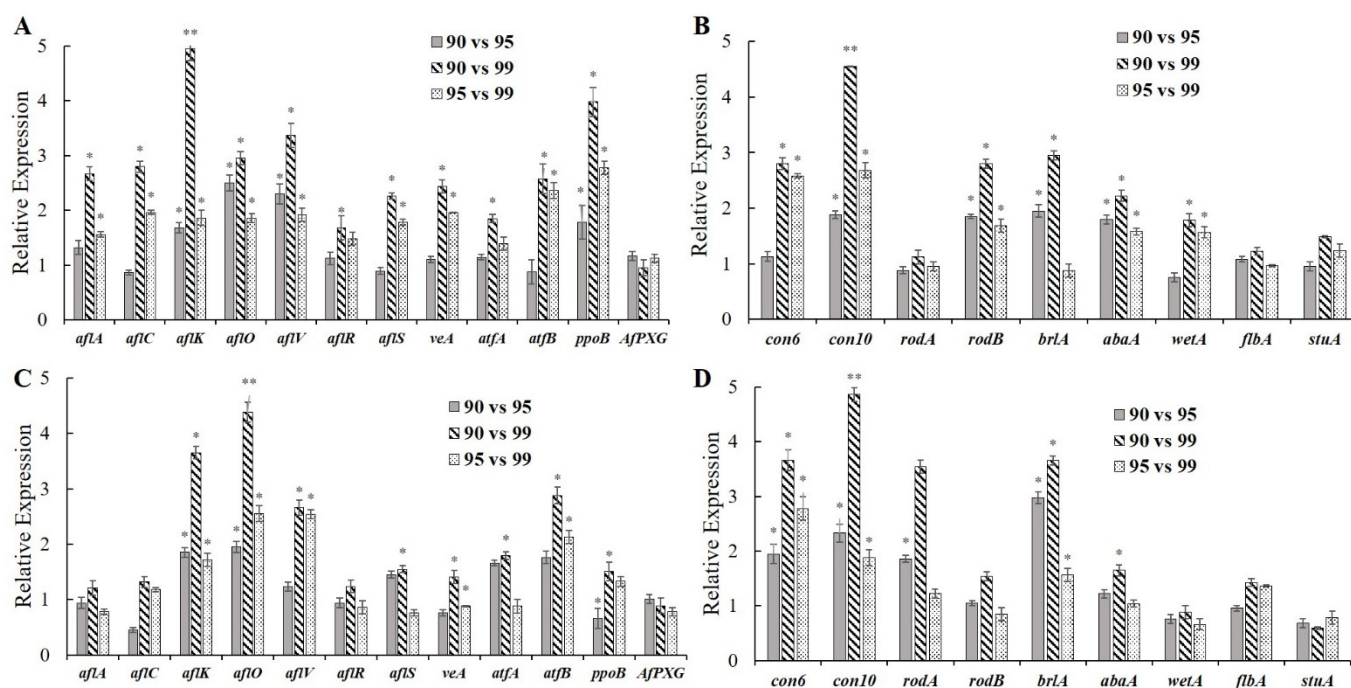 A
Relative Expression
5
4
3
2
1
0
90 vs 95
90 vs 99
95 vs 99
* * * ** * * * * * * * * * * * * * * * * * * * * * *
aflA aflC aflK aflO aflV aflR aflS veA atfA atfB ppoB AfPXG
B
Relative Expression
5
4
3
2
1
0
90 vs 95
90 vs 99
95 vs 99
* * * ** * * * * * * * * * * *
con6 con10 rodA rodB brlA abaA wetA flbA stuA
C
Relative Expression
5
4
3
2
1
0
90 vs 95
90 vs 99
95 vs 99
* * * * ** * * * * * * * * * *
aflA aflC aflK aflO aflV aflR aflS veA atfA atfB ppoB AfPXG
D
Relative Expression
5
4
3
2
1
0
90 vs 95
90 vs 99
95 vs 99
* * * * ** * * * * * *
con6 con10 rodA rodB brlA abaA wetA flbA stuA